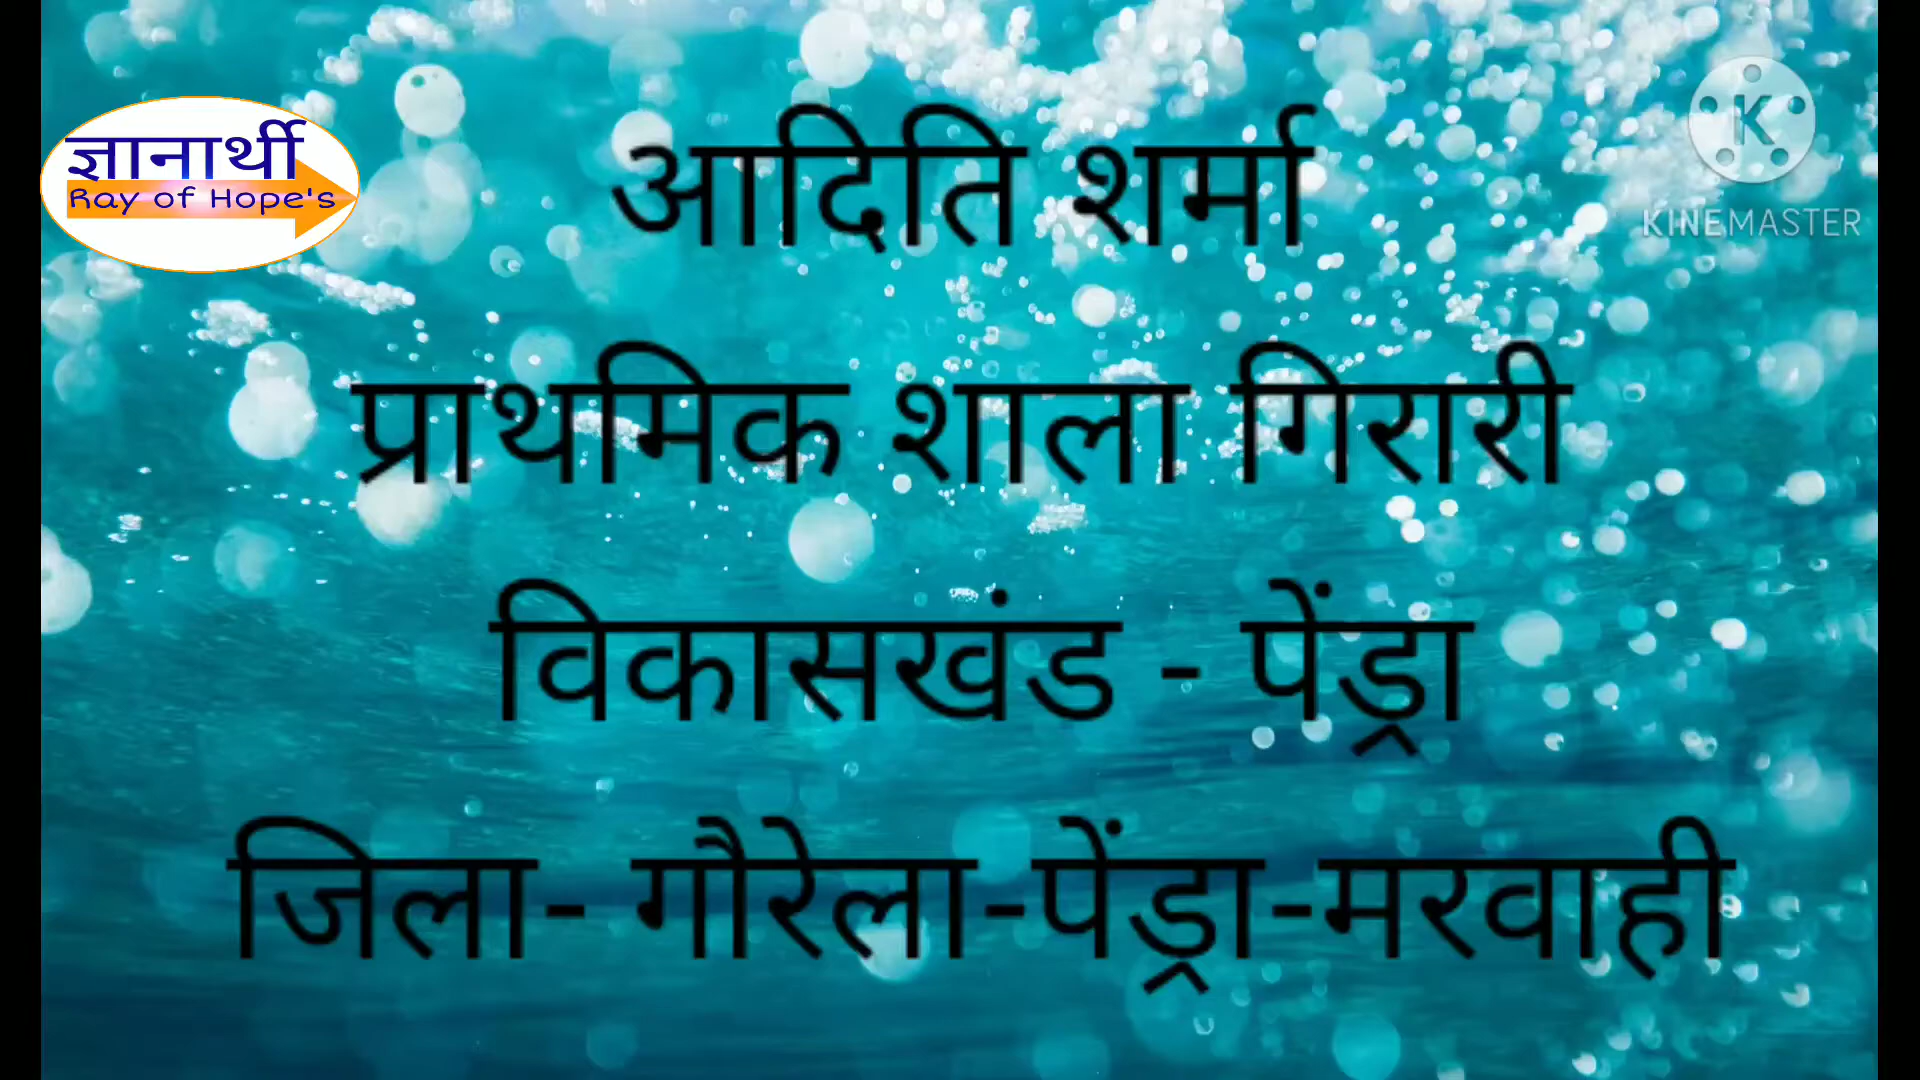 ज्ञानार्थी
Ray of Hope's
K
KINEMASTER
आदिति शर्मा
प्राथमिक शाला गिरारी
विकासखंड - पेंड्रा
जिला- गौरेला-पेंड्रा-मरवाही